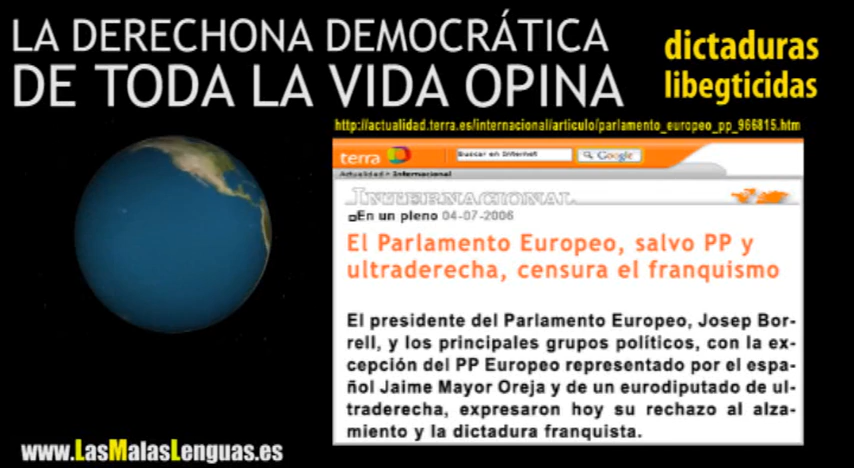 LA DERECHONA DEMOCRÁTICA
DE TODA LA VIDA OPINA
dictaduras
libegticidas
http://actualidad.terra.es/internacional/articulo/parlamento_europeo_pp_966815.htm
terra
Buscar en Internet
Google
Actualidad > Internacional
INTERNACIONAL
En un pleno 04-07-2006
El Parlamento Europeo, salvo PP y
ultraderecha, censura el franquismo
El presidente del Parlamento Europeo, Josep Bor-
rell, y los principales grupos políticos, con la ex-
cepción del PP Europeo representado por el espa-
ñol Jaime Mayor Oreja y de un eurodiputado de ul-
traderecha, expresaron hoy su rechazo al alza-
miento y la dictadura franquista.
www.LasMalasLenguas.es